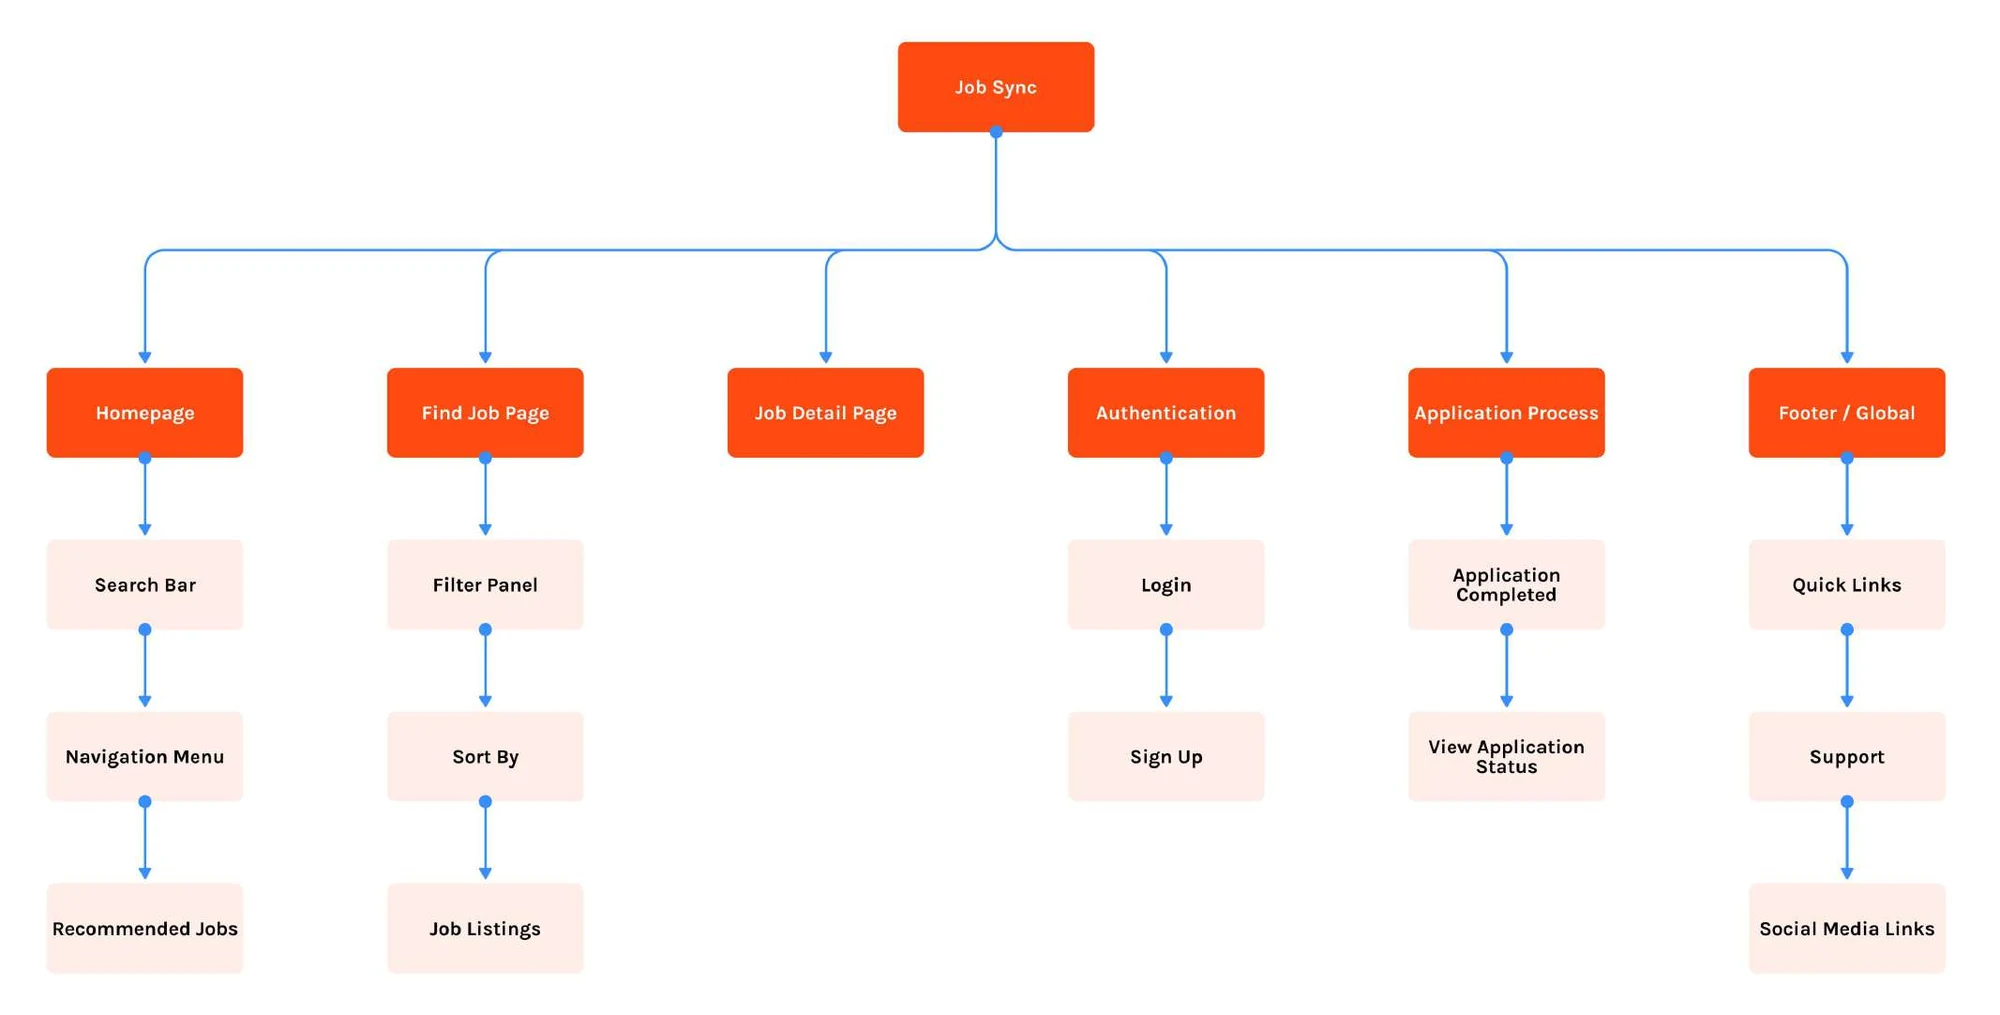 Job Sync
Homepage
Find Job Page
Job Detail Page
Authentication
Application Process
Footer / Global
Search Bar
Filter Panel
Login
Application
Completed
Quick Links
Navigation Menu
Sort By
Sign Up
View Application
Status
Support
Recommended Jobs
Job Listings
Social Media Links